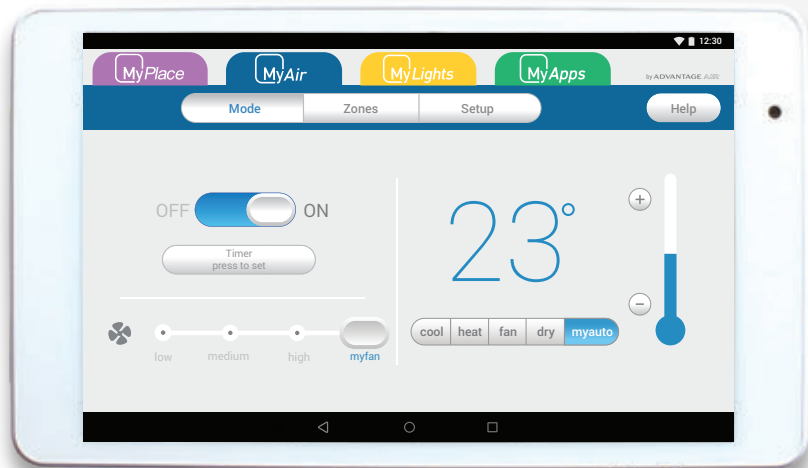 12:30
MyPlace
MyAir
MyLights
MyApps
by ADVANTAGE AIR
Mode
Zones
Setup
Help
OFF
ON
23°
Timer
press to set
low
medium
high
myfan
cool
heat
fan
dry
myauto